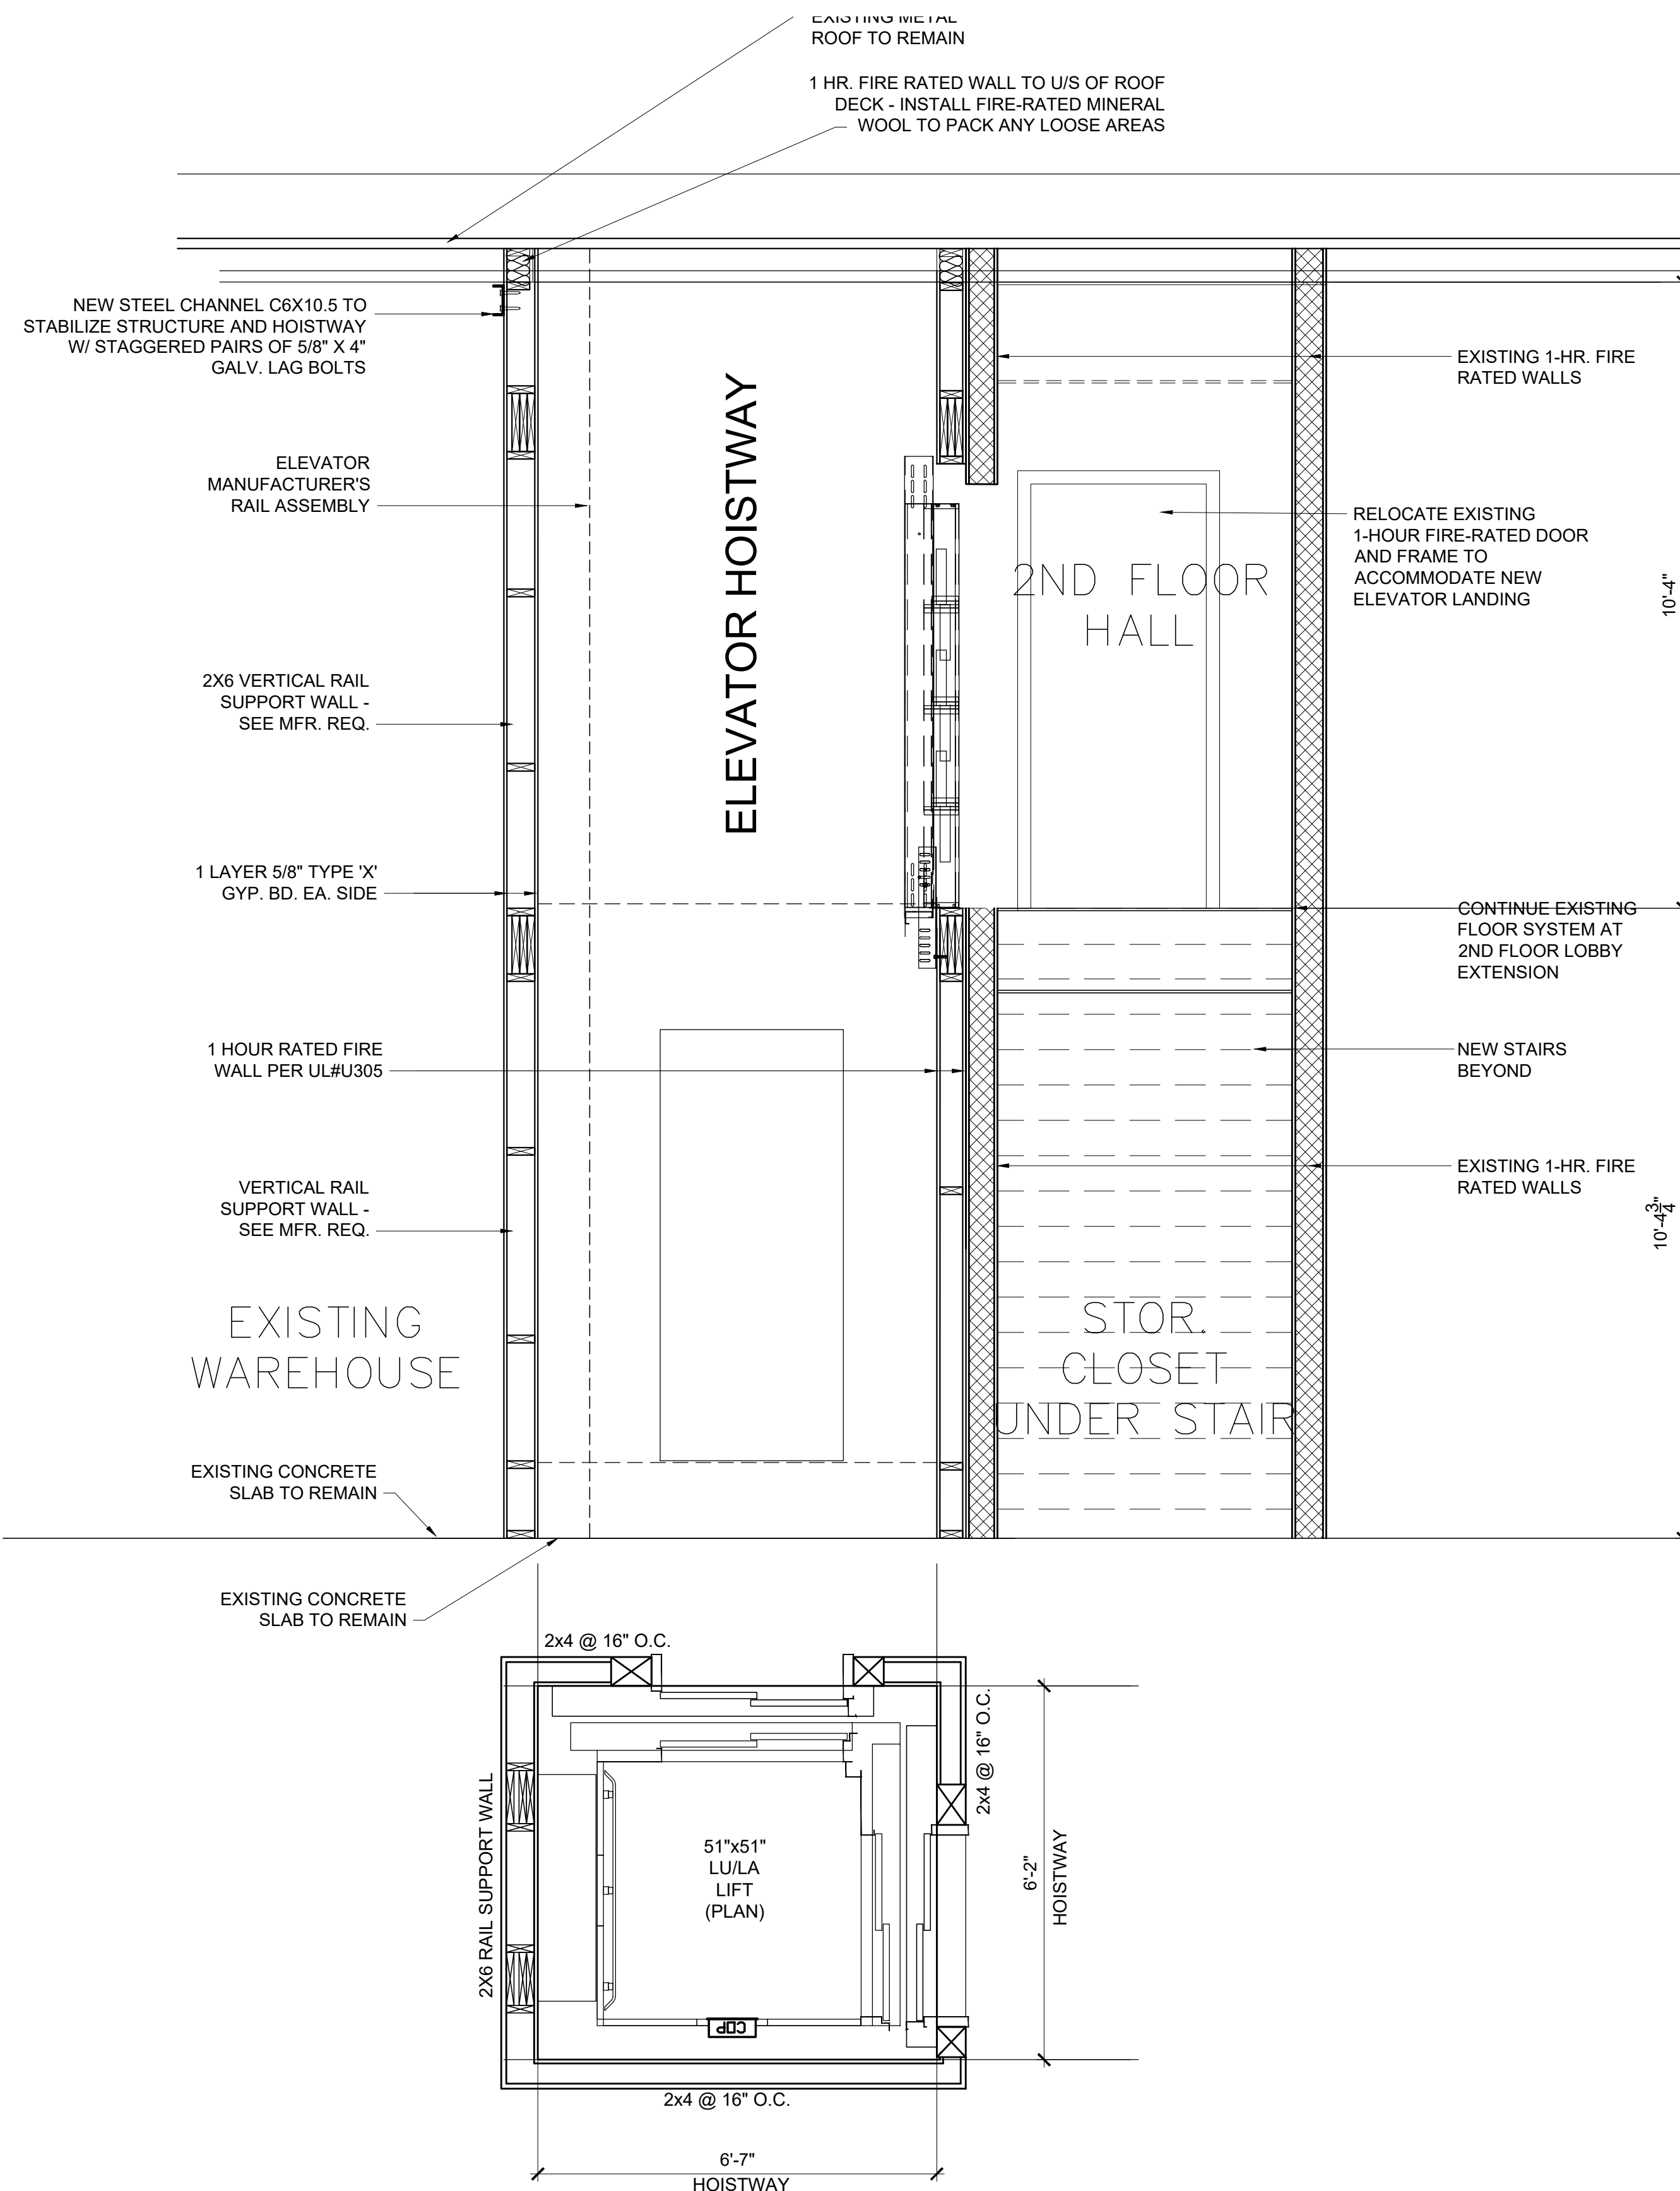 EXISTING METAL
ROOF TO REMAIN
1 HR. FIRE RATED WALL TO U/S OF ROOF
DECK - INSTALL FIRE-RATED MINERAL
WOOL TO PACK ANY LOOSE AREAS
NEW STEEL CHANNEL C6X10.5 TO
STABILIZE STRUCTURE AND HOISTWAY
W/ STAGGERED PAIRS OF 5/8" X 4"
GALV. LAG BOLTS
EXISTING 1-HR. FIRE
RATED WALLS
ELEVATOR
MANUFACTURER'S
RAIL ASSEMBLY
ELEVATOR HOISTWAY
RELOCATE EXISTING
1-HOUR FIRE-RATED DOOR
AND FRAME TO
ACCOMMODATE NEW
ELEVATOR LANDING
2ND FLOOR
HALL
10'-4"
2X6 VERTICAL RAIL
SUPPORT WALL -
SEE MFR. REQ.
1 LAYER 5/8" TYPE 'X'
GYP. BD. EA. SIDE
CONTINUE EXISTING
FLOOR SYSTEM AT
2ND FLOOR LOBBY
EXTENSION
1 HOUR RATED FIRE
WALL PER UL#U305
NEW STAIRS
BEYOND
VERTICAL RAIL
SUPPORT WALL -
SEE MFR. REQ.
EXISTING 1-HR. FIRE
RATED WALLS
10'-4 3/4"
EXISTING
WAREHOUSE
STOR.
CLOSET
UNDER STAIR
EXISTING CONCRETE
SLAB TO REMAIN
EXISTING CONCRETE
SLAB TO REMAIN
2x4 @ 16" O.C.
2x4 @ 16" O.C.
2X6 RAIL SUPPORT WALL
51"x51"
LU/LA
LIFT
(PLAN)
6'-2"
HOISTWAY
COP
2x4 @ 16" O.C.
6'-7"
HOISTWAY